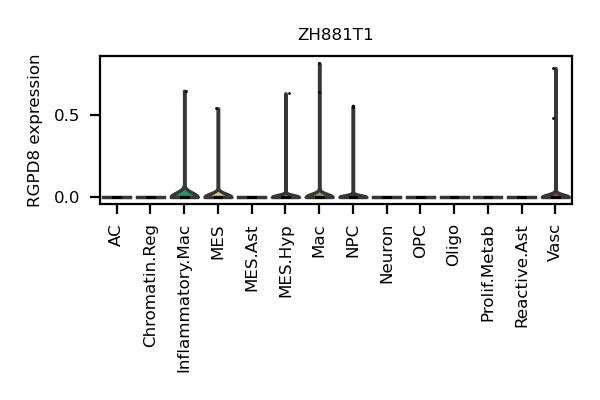 ZH881T1
RGPD8 expression
0.5
0.0
AC
Chromatin.Reg
Inflammatory.Mac
MES
MES.Ast
MES.Hyp
Mac
NPC
Neuron
OPC
Oligo
Prolif.Metab
Reactive.Ast
Vasc